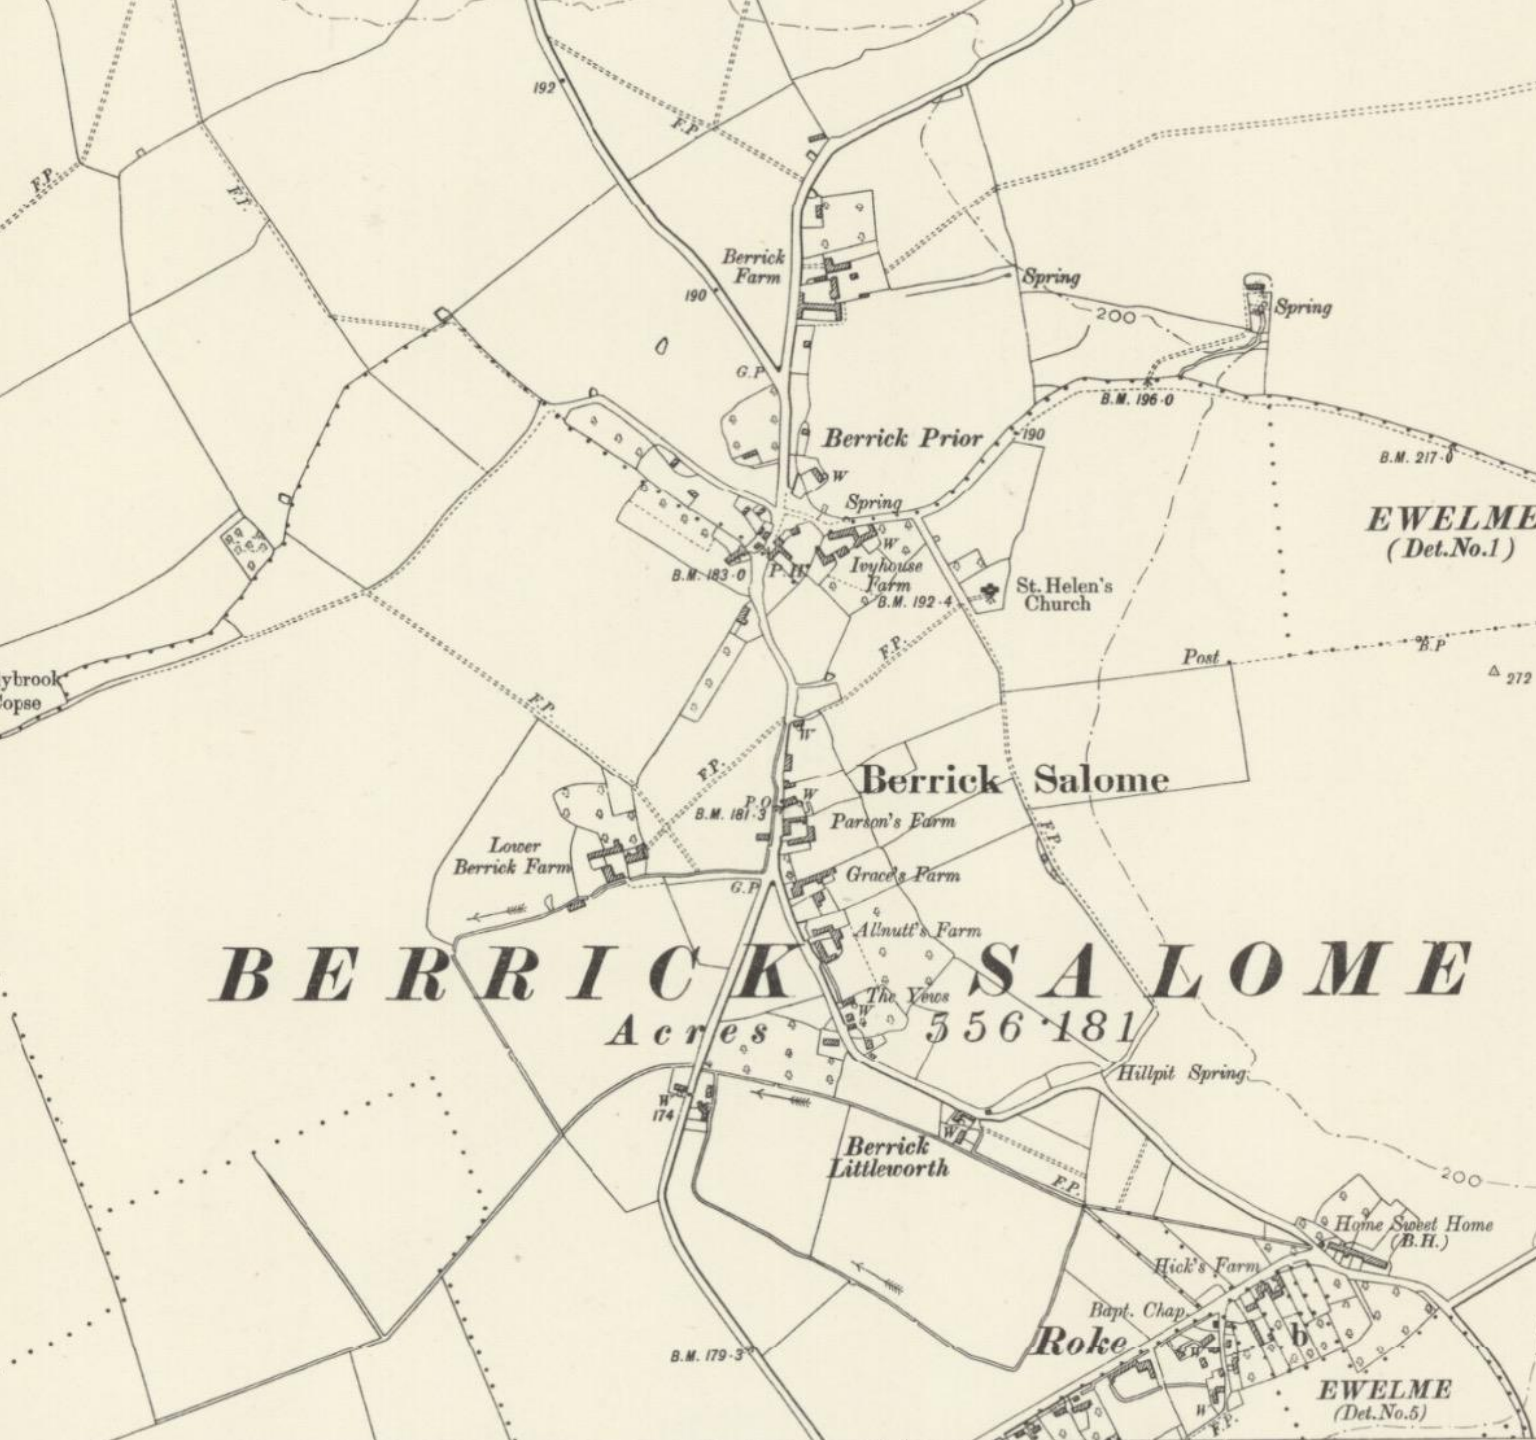 192
F.P.
F.P.
F.P.
Berrick
Farm
Spring
190
200
Spring
G.P
B.M. 196·0
Berrick Prior
190
B.M. 217·0
W
Spring
EWELME
(Det.No.1)
W
B.M. 183·0
P.H
Ivyhouse
Farm
B.M. 192·4
St. Helen's
Church
F.P.
B.P
Post
272
ybrook
opse
F.P.
W
F.P.
Berrick Salome
P.O
W
B.M. 181·3
Parson's Farm
F.P.
Lower
Berrick Farm
Grace's Farm
G.P
Allnutt's Farm
BERRICK SALOME
The Yews
W
Acres 556·181
Hillpit Spring
W
174
W
Berrick
Littleworth
200
F.P.
Home Sweet Home
(B.H.)
Hick's Farm
Bapt. Chap.
Roke
b
B.M. 179·3
EWELME
(Det.No.5)
W
F.P.